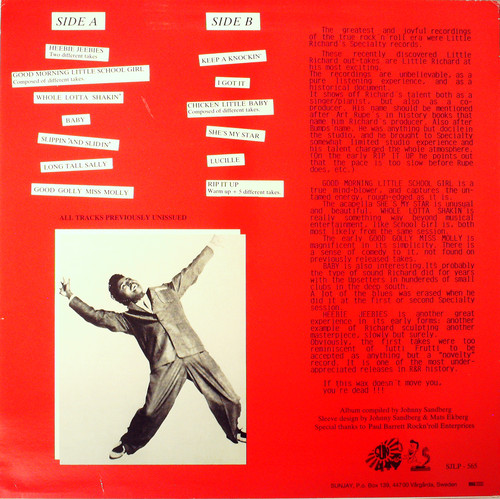 SIDE A
HEEBIE JEEBIES
Two different takes
GOOD MORNING LITTLE SCHOOL GIRL
Composed of different takes
WHOLE LOTTA SHAKIN'
BABY
SLIPPIN' AND SLIDIN'
LONG TALL SALLY
GOOD GOLLY MISS MOLLY
SIDE B
KEEP A KNOCKIN'
I GOT IT
CHICKEN LITTLE BABY
Composed of different takes
SHE'S MY STAR
LUCILLE
RIP IT UP
Warm up + 5 different takes
ALL TRACKS PREVIOUSLY UNISSUED
The greatest and joyful recordings
of the true rock'n'roll era were Little
Richard's Specialty records.
These recently discovered Little
Richard out-takes are Little Richard at
his most exciting.
The recordings are unbelievable, as a
pure listening experience, and as a
historical document.
It shows off Richard's talent both as a
singer/pianist, but also as a co-
producer. His name should be mentioned
after Art Rupe's in history books that
name him Richard's producer. Also after
Bumps name. He was anything but docile in
the studio, and he brought to Specialty
somewhat limited studio experience and
his talent charged the whole atmosphere.
(On the early RIP IT UP he points out
that the pace is too slow before Rupe
does, etc.)
GOOD MORNING LITTLE SCHOOL GIRL is a
true mind-blower, and captures the un-
tamed energy, rough-edged as it is.
The acapella SHE'S MY STAR is unusual
and beautiful. WHOLE LOTTA SHAKIN is
really something way beyond musical
entertainment, like School Girl is, both
most likely from the same session.
The early GOOD GOLLY MISS MOLLY is
magnificent in its simplicity. There is
a sense of comedy to it, not found on
previously released takes.
BABY is also interesting. Its probably
the type of sound Richard did for years
with the Upsetters in hundereds of small
clubs in the deep south.
A lot of the blues was erased when he
did it at the first or second Specialty
session.
HEEBIE JEEBIES is another great
experience in its early forms; another
example of Richard sculpting another
masterpiece, slowly but surely.
Obviously, the first takes were too
reminiscent of Tutti Frutti to be
accepted as anything but a "novelty"
record. It is one of the most under-
appreciated releases in R&R history.
If this wax doesn't move you,
you're dead !!!
Album compiled by Johnny Sandberg
Sleeve design by Johnny Sandberg & Mats Ekberg
Special thanks to Paul Barrett Rockn'roll Enterprises
SJLP - 565
SUNJAY, P.o. Box 126, 44700 Vårgårda, Sweden